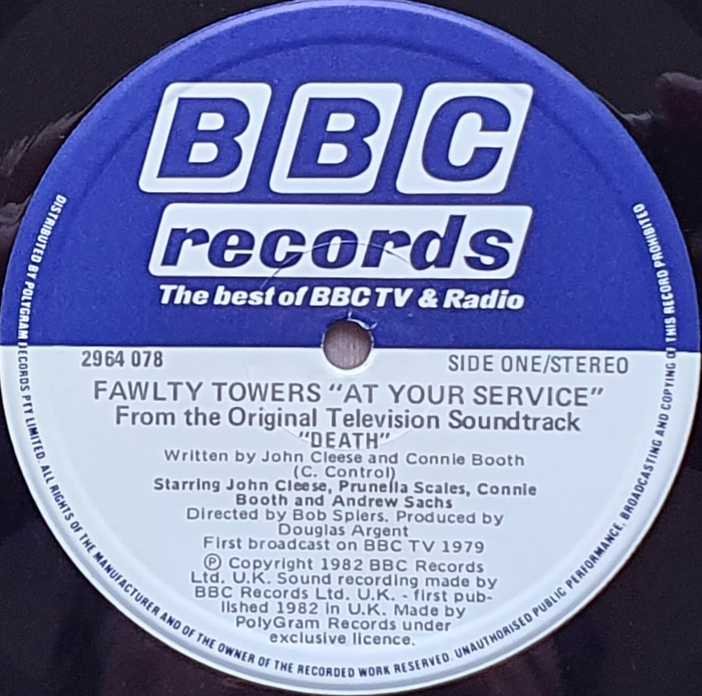 BBC
records
The best of BBC TV & Radio
2964 078
SIDE ONE/STEREO
FAWLTY TOWERS "AT YOUR SERVICE"
From the Original Television Soundtrack
"DEATH"
Written by John Cleese and Connie Booth
(C. Control)
Starring John Cleese, Prunella Scales, Connie
Booth and Andrew Sachs
Directed by Bob Spiers. Produced by
Douglas Argent
First broadcast on BBC TV 1979
Ⓟ Copyright 1982 BBC Records
Ltd. U.K. Sound recording made by
BBC Records Ltd. U.K. - first pub-
lished 1982 in U.K. Made by
PolyGram Records under
exclusive licence.
DISTRIBUTED BY POLYGRAM RECORDS PTY LIMITED. ALL RIGHTS OF THE MANUFACTURER AND OF THE OWNER OF THE RECORDED WORK RESERVED. UNAUTHORISED PUBLIC PERFORMANCE, BROADCASTING AND COPYING OF THIS RECORD PROHIBITED